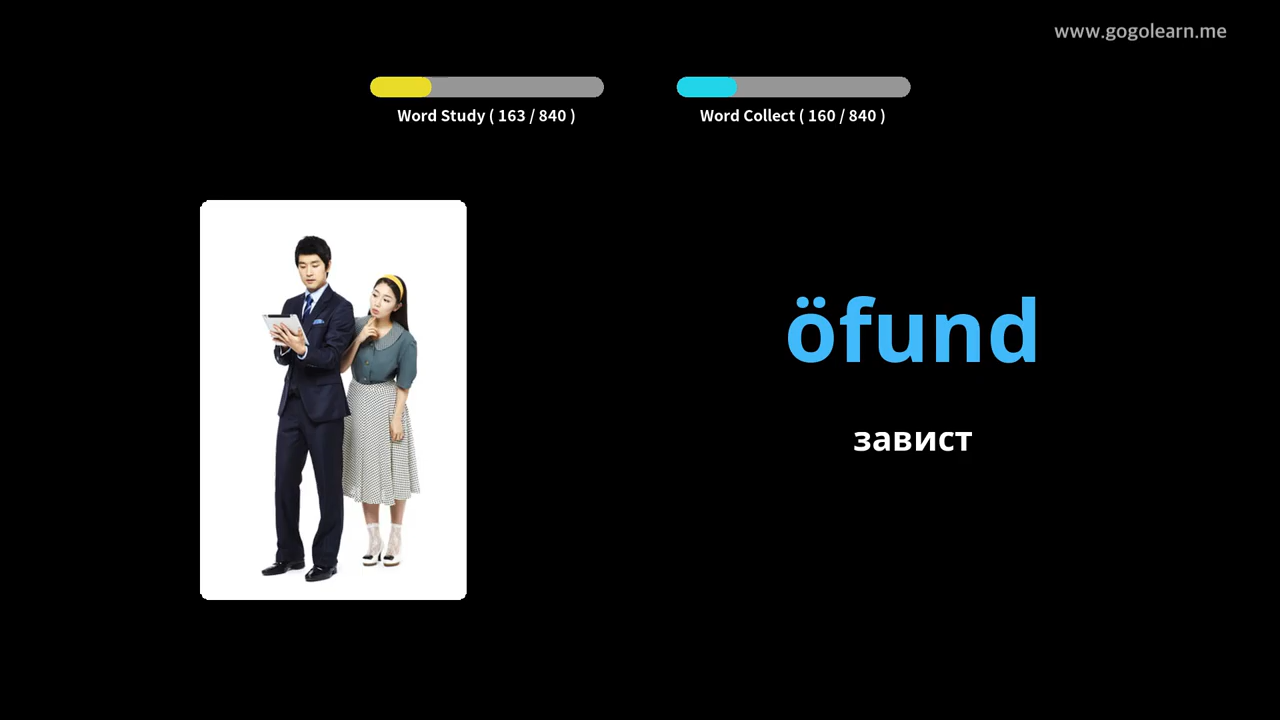 www.gogolearn.me
Word Study ( 163 / 840 )
Word Collect ( 160 / 840 )
öfund
завист